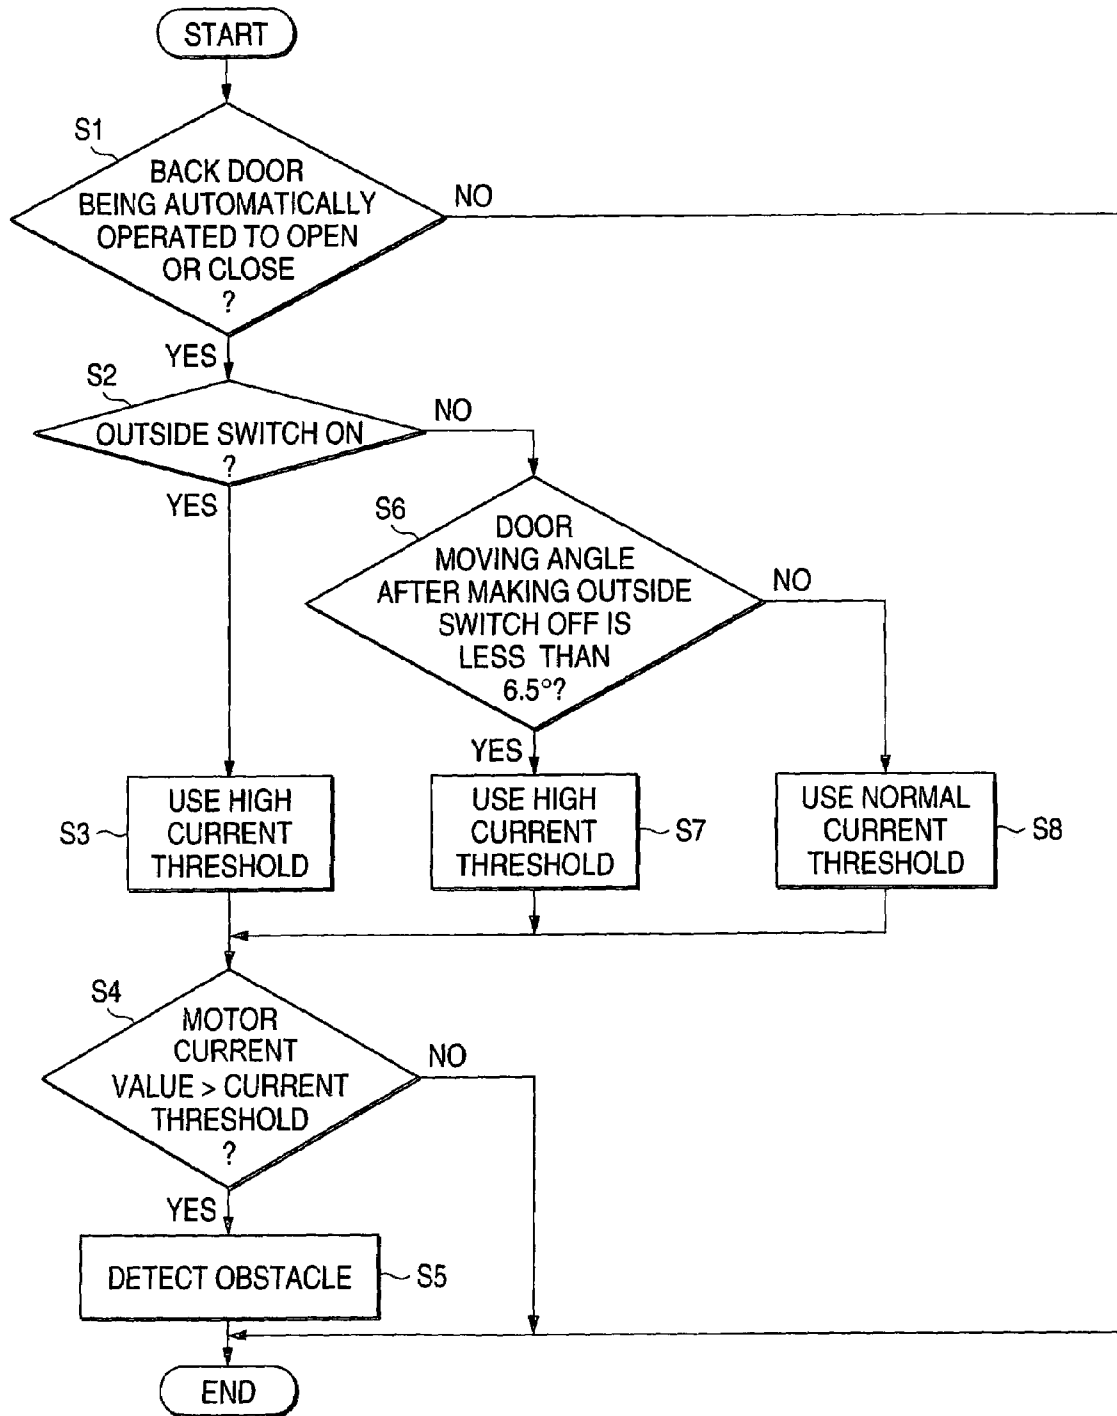 START
S1
BACK DOOR
BEING AUTOMATICALLY
OPERATED TO OPEN
OR CLOSE
?
NO
YES
S2
OUTSIDE SWITCH ON
?
NO
YES
S6
DOOR
MOVING ANGLE
AFTER MAKING OUTSIDE
SWITCH OFF IS
LESS THAN
6.5°?
NO
YES
S3
USE HIGH
CURRENT
THRESHOLD
USE HIGH
CURRENT
THRESHOLD
S7
USE NORMAL
CURRENT
THRESHOLD
S8
S4
MOTOR
CURRENT
VALUE > CURRENT
THRESHOLD
?
NO
YES
DETECT OBSTACLE
S5
END